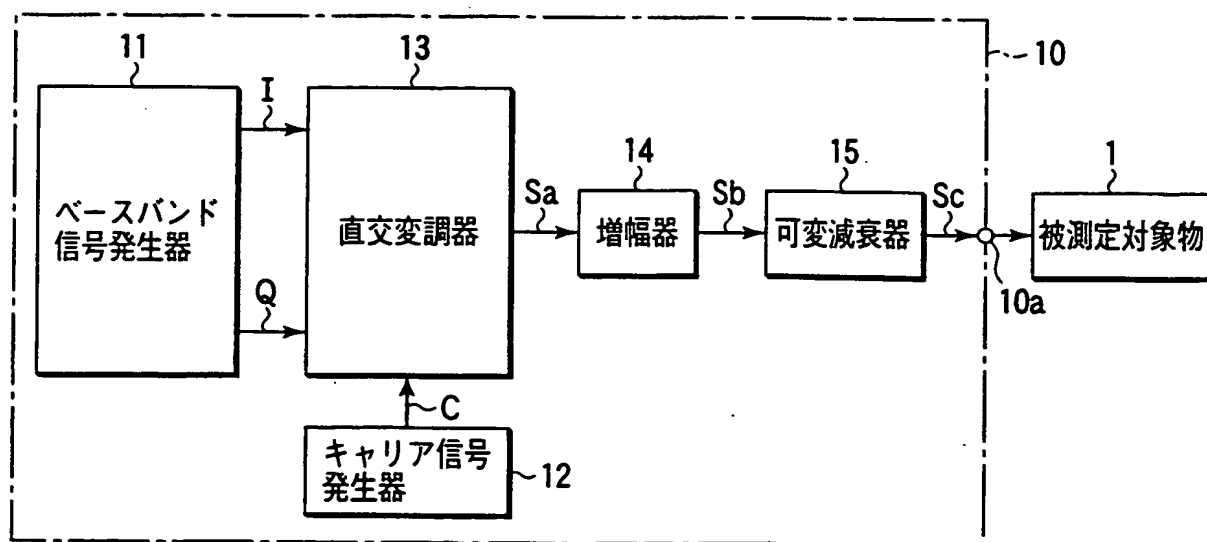 11
13
10
I
14
15
1
Sa
Sb
Sc
ベースバンド
信号発生器
直交変調器
増幅器
可変減衰器
被測定対象物
10a
Q
C
キャリア信号
発生器
12